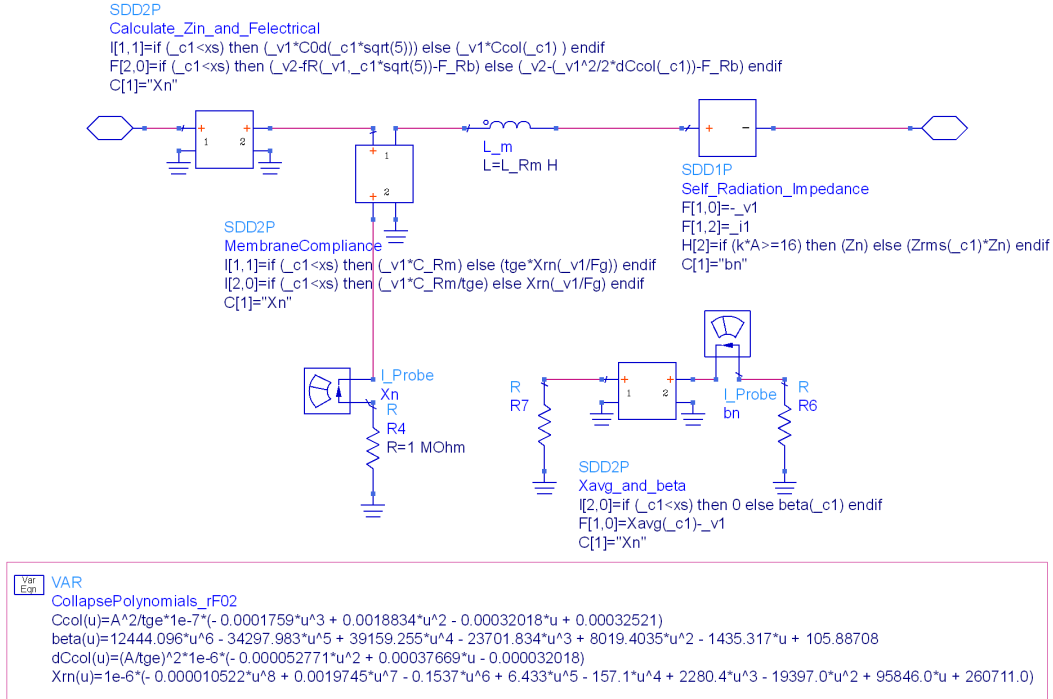 SDD2P
Calculate_Zin_and_Felectrical
I[1,1]=if (_c1<xs) then (_v1*C0d(_c1*sqrt(5))) else (_v1*Ccol(_c1) ) endif
F[2,0]=if (_c1<xs) then (_v2-fR(_v1,_c1*sqrt(5))-F_Rb) else (_v2-(_v1^2/2*dCcol(_c1))-F_Rb) endif
C[1]="Xn"
1
2
1
2
L_m
L=L_Rm H
SDD1P
Self_Radiation_Impedance
F[1,0]=-_v1
F[1,2]=_i1
H[2]=if (k*A>=16) then (Zn) else (Zrms(_c1)*Zn) endif
C[1]="bn"
SDD2P
MembraneCompliance
I[1,1]=if (_c1<xs) then (_v1*C_Rm) else (tge*Xrn(_v1/Fg)) endif
I[2,0]=if (_c1<xs) then (_v1*C_Rm/tge) else Xrn(_v1/Fg) endif
C[1]="Xn"
I_Probe
Xn
R
R4
R=1 MOhm
R
R7
1
2
I_Probe
bn
R
R6
SDD2P
Xavg_and_beta
I[2,0]=if (_c1<xs) then 0 else beta(_c1) endif
F[1,0]=Xavg(_c1)-_v1
C[1]="Xn"
Var
Eqn
VAR
CollapsePolynomials_rF02
Ccol(u)=A^2/tge*1e-7*(- 0.0001759*u^3 + 0.0018834*u^2 - 0.00032018*u + 0.00032521)
beta(u)=12444.096*u^6 - 34297.983*u^5 + 39159.255*u^4 - 23701.834*u^3 + 8019.4035*u^2 - 1435.317*u + 105.88708
dCcol(u)=(A/tge)^2*1e-6*(- 0.000052771*u^2 + 0.00037669*u - 0.000032018)
Xrn(u)=1e-6*(- 0.000010522*u^8 + 0.0019745*u^7 - 0.1537*u^6 + 6.433*u^5 - 157.1*u^4 + 2280.4*u^3 - 19397.0*u^2 + 95846.0*u + 260711.0)